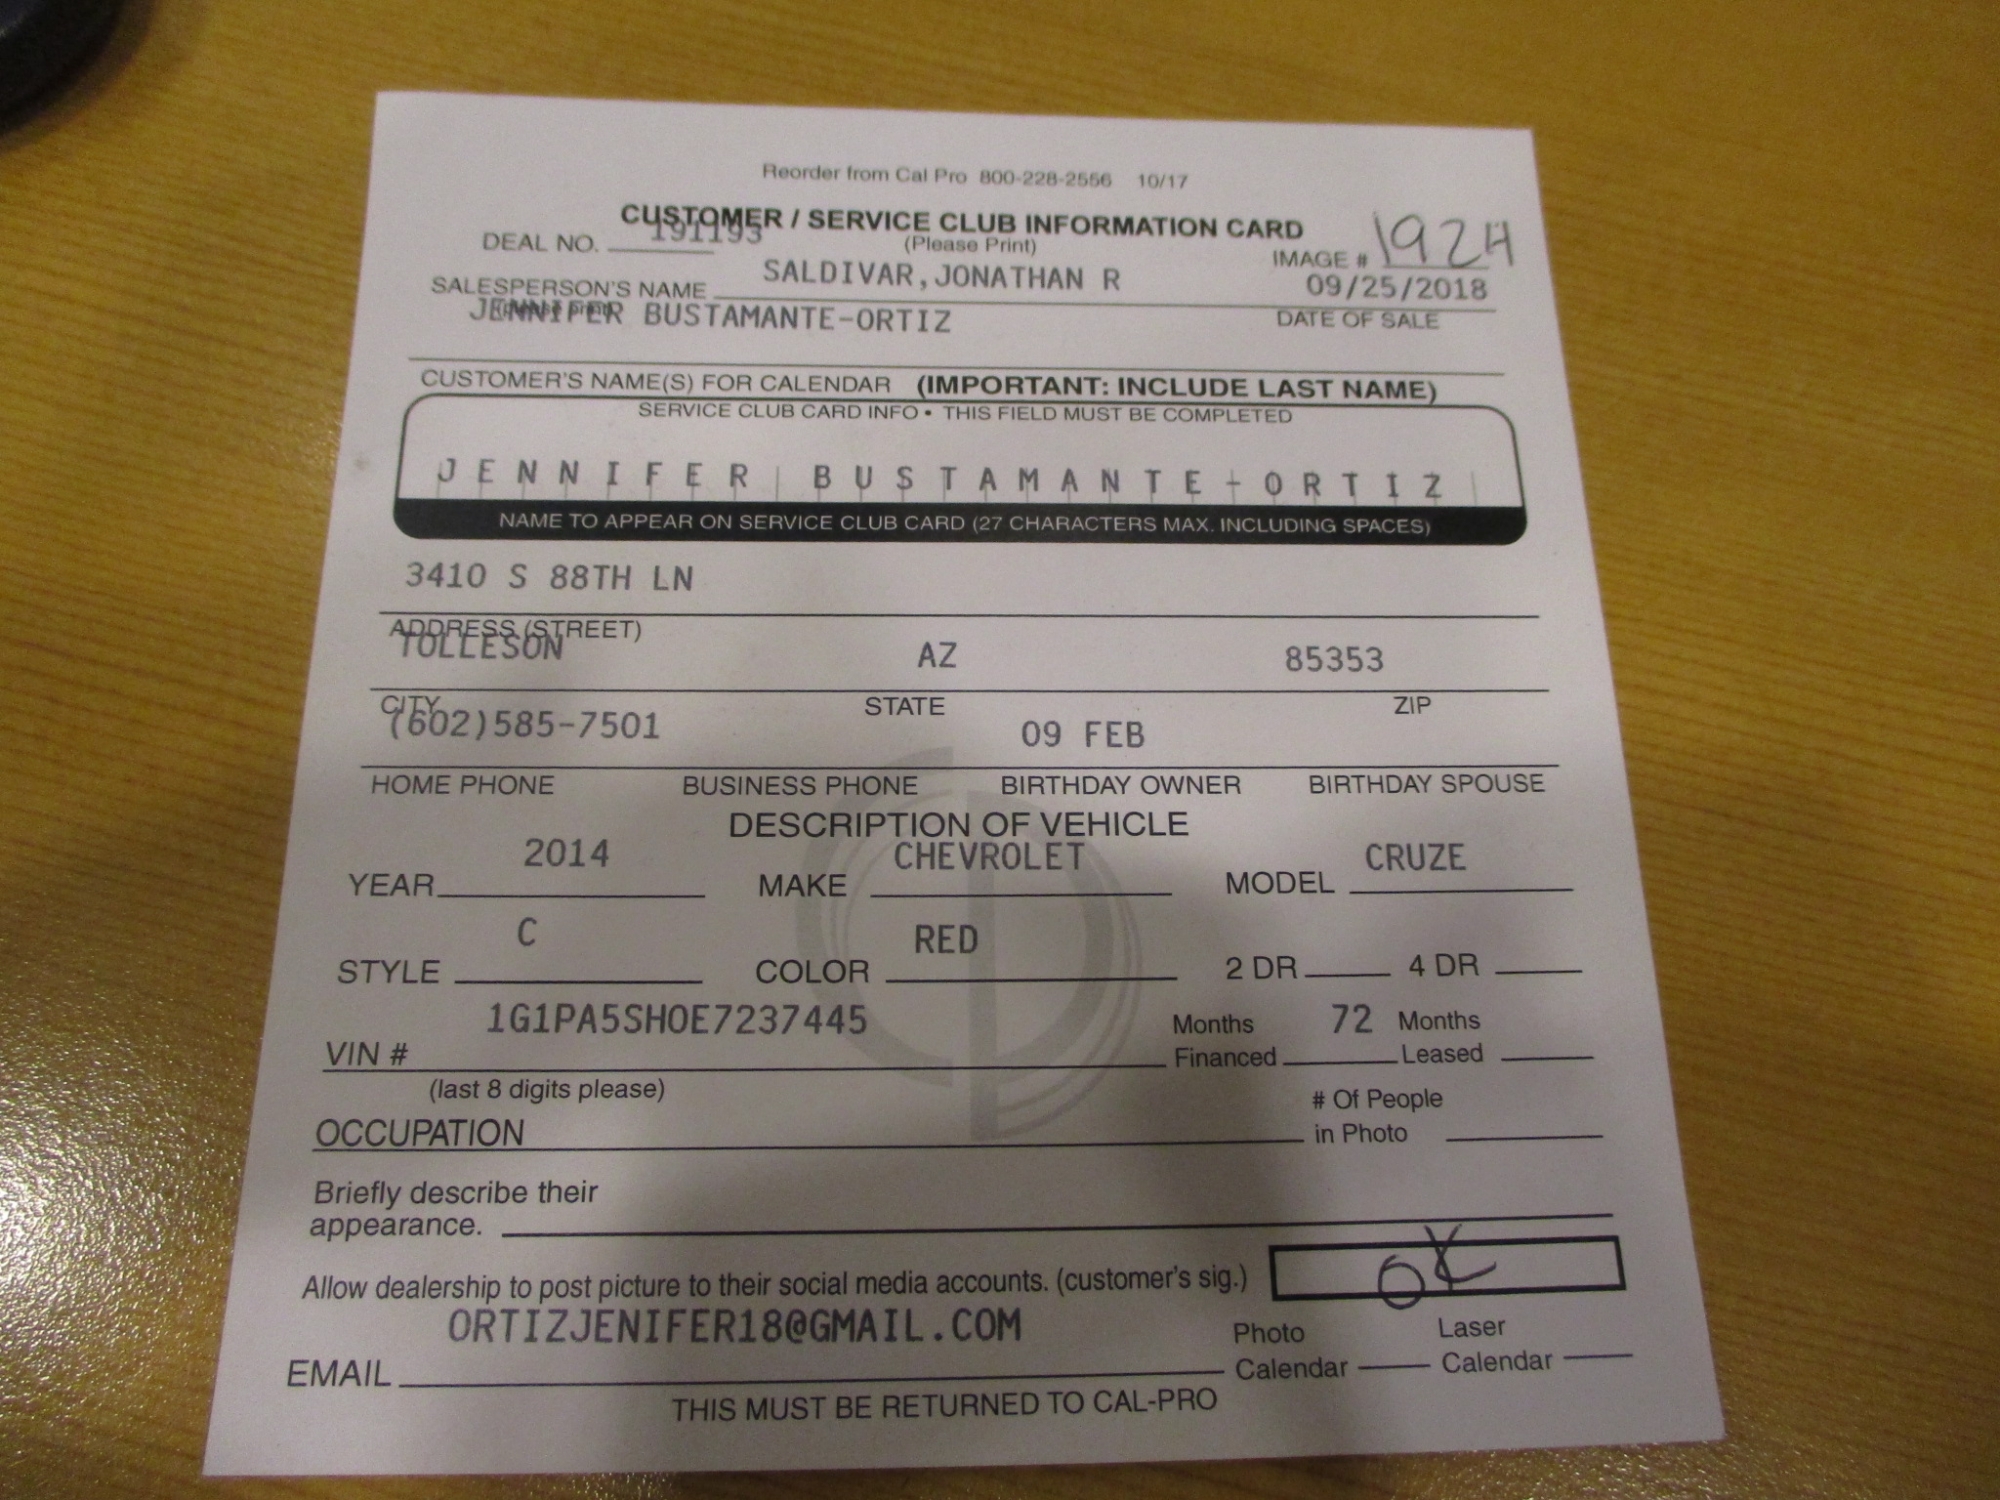 Reorder from Cal Pro 800-228-2556 10/17
CUSTOMER / SERVICE CLUB INFORMATION CARD
DEAL NO. 191193 (Please Print) IMAGE # 1924
SALESPERSON'S NAME SALDIVAR,JONATHAN R 09/25/2018
(please print) DATE OF SALE
JENNIFER BUSTAMANTE-ORTIZ
CUSTOMER'S NAME(S) FOR CALENDAR (IMPORTANT: INCLUDE LAST NAME)
SERVICE CLUB CARD INFO • THIS FIELD MUST BE COMPLETED
JENNIFER BUSTAMANTE-ORTIZ
NAME TO APPEAR ON SERVICE CLUB CARD (27 CHARACTERS MAX. INCLUDING SPACES)
3410 S 88TH LN
ADDRESS (STREET)
TOLLESON AZ 85353
CITY STATE ZIP
(602)585-7501 09 FEB
HOME PHONE BUSINESS PHONE BIRTHDAY OWNER BIRTHDAY SPOUSE
DESCRIPTION OF VEHICLE
YEAR 2014 MAKE CHEVROLET MODEL CRUZE
STYLE C COLOR RED 2 DR 4 DR
VIN # 1G1PA5SH0E7237445 Months Financed 72 Months Leased
(last 8 digits please)
OCCUPATION # Of People in Photo
Briefly describe their
appearance.
Allow dealership to post picture to their social media accounts. (customer's sig.) OK
EMAIL ORTIZJENIFER18@GMAIL.COM Photo Calendar Laser Calendar
THIS MUST BE RETURNED TO CAL-PRO